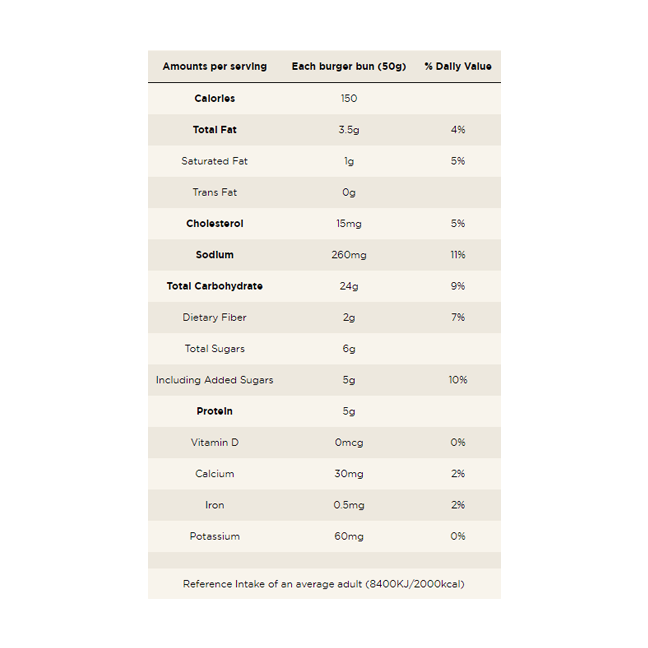 Amounts per serving Each burger bun (50g) % Daily Value
Calories 150
Total Fat 3.5g 4%
Saturated Fat 1g 5%
Trans Fat 0g
Cholesterol 15mg 5%
Sodium 260mg 11%
Total Carbohydrate 24g 9%
Dietary Fiber 2g 7%
Total Sugars 6g
Including Added Sugars 5g 10%
Protein 5g
Vitamin D 0mcg 0%
Calcium 30mg 2%
Iron 0.5mg 2%
Potassium 60mg 0%
Reference Intake of an average adult (8400KJ/2000kcal)